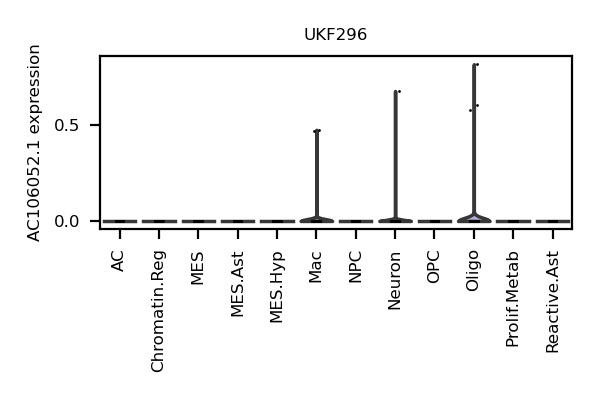 UKF296
AC106052.1 expression
0.5
0.0
AC
Chromatin.Reg
MES
MES.Ast
MES.Hyp
Mac
NPC
Neuron
OPC
Oligo
Prolif.Metab
Reactive.Ast